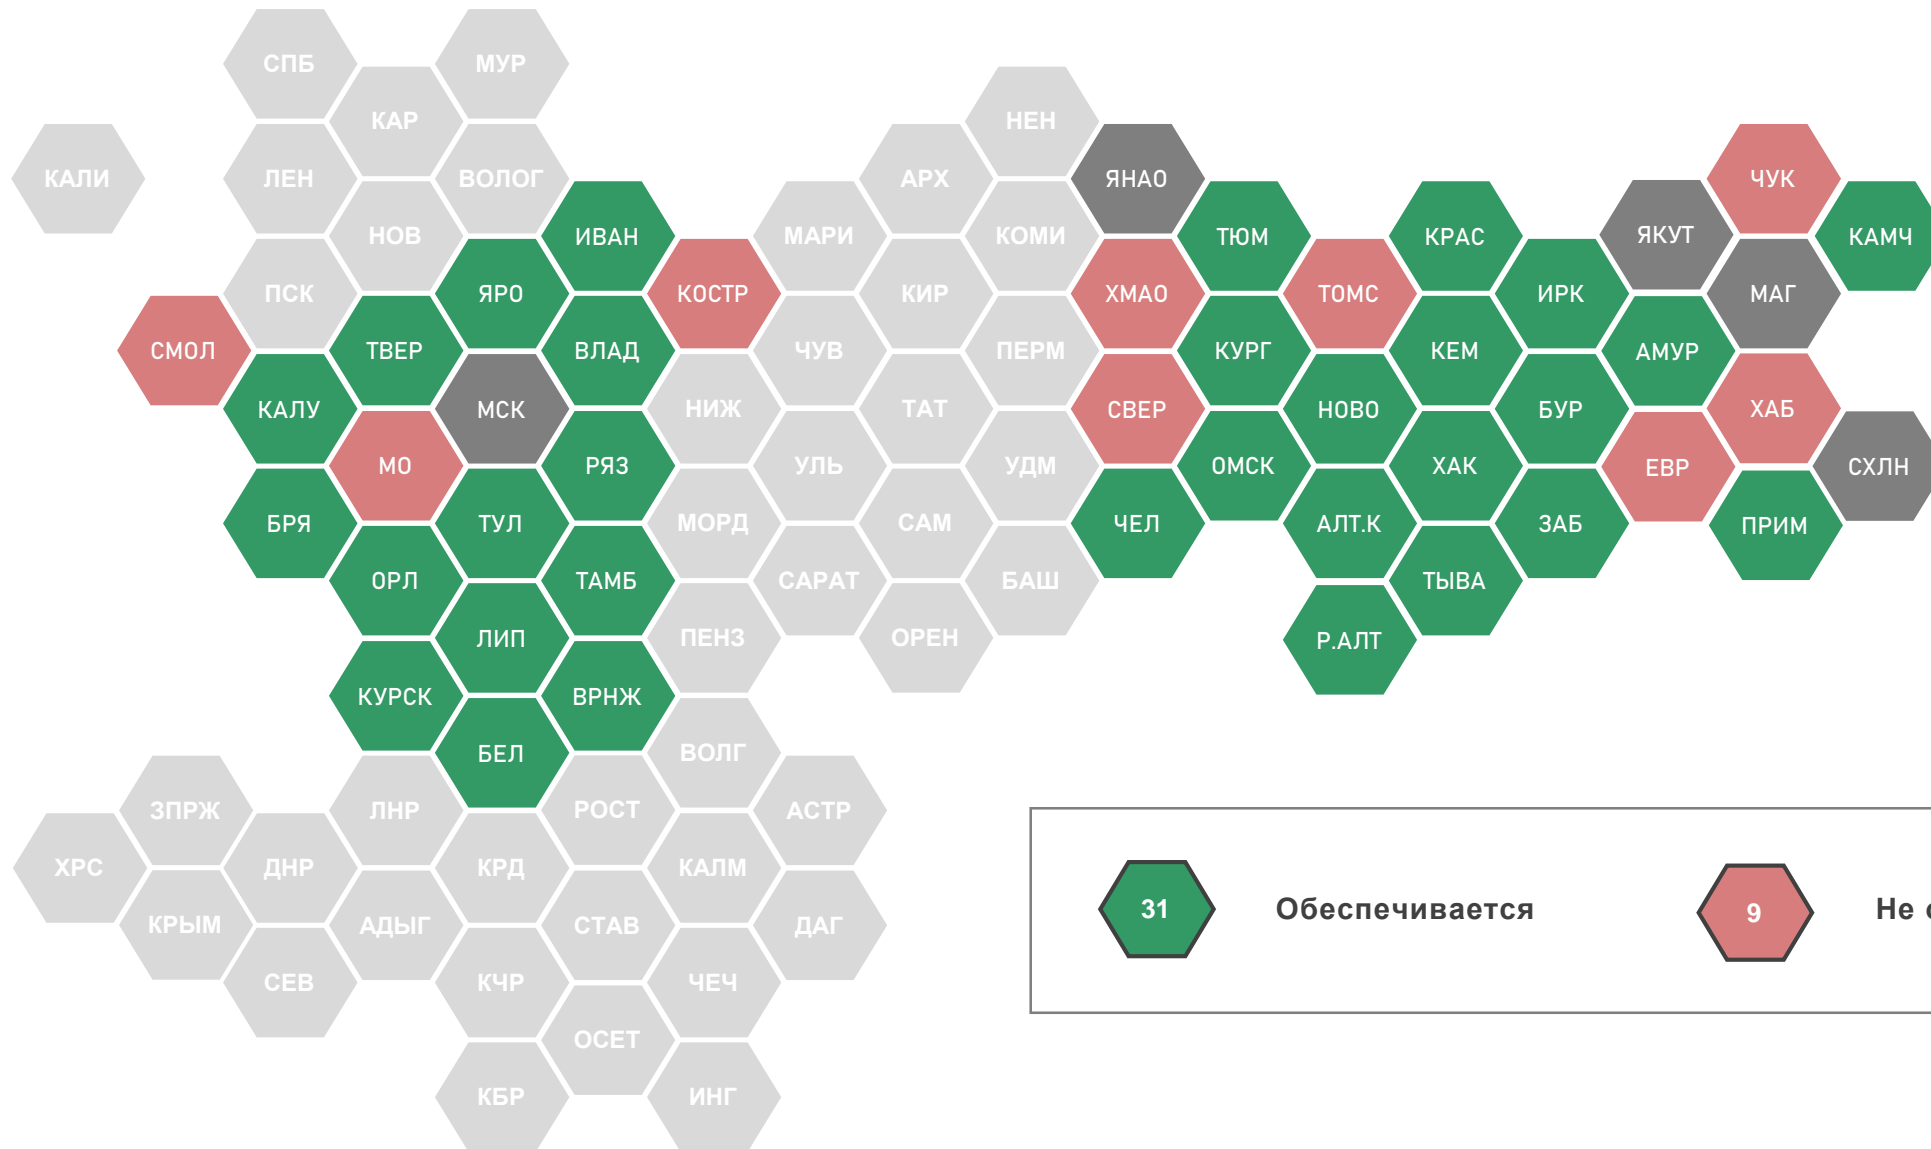 СПБ
МУР
КАР
НЕН
КАЛИ
ЛЕН
ВОЛОГ
АРХ
ЯНАО
ЧУК
НОВ
ИВАН
МАРИ
КОМИ
ТЮМ
КРАС
ЯКУТ
КАМЧ
ПСК
ЯРО
КОСТР
КИР
ХМАО
ТОМС
ИРК
МАГ
СМОЛ
ТВЕР
ВЛАД
ЧУВ
ПЕРМ
КУРГ
КЕМ
АМУР
КАЛУ
МСК
НИЖ
ТАТ
СВЕР
НОВО
БУР
ХАБ
МО
РЯЗ
УЛЬ
УДМ
ОМСК
ХАК
ЕВР
СХЛН
БРЯ
ТУЛ
МОРД
САМ
ЧЕЛ
АЛТ.К
ЗАБ
ПРИМ
ОРЛ
ТАМБ
САРАТ
БАШ
ТЫВА
ЛИП
ПЕНЗ
ОРЕН
Р.АЛТ
КУРСК
ВРНЖ
БЕЛ
ВОЛГ
ЗПРЖ
ЛНР
РОСТ
АСТР
ХРС
ДНР
КРД
КАЛМ
КРЫМ
АДЫГ
СТАВ
ДАГ
СЕВ
КЧР
ЧЕЧ
ОСЕТ
КБР
ИНГ
31 Обеспечивается
9 Не